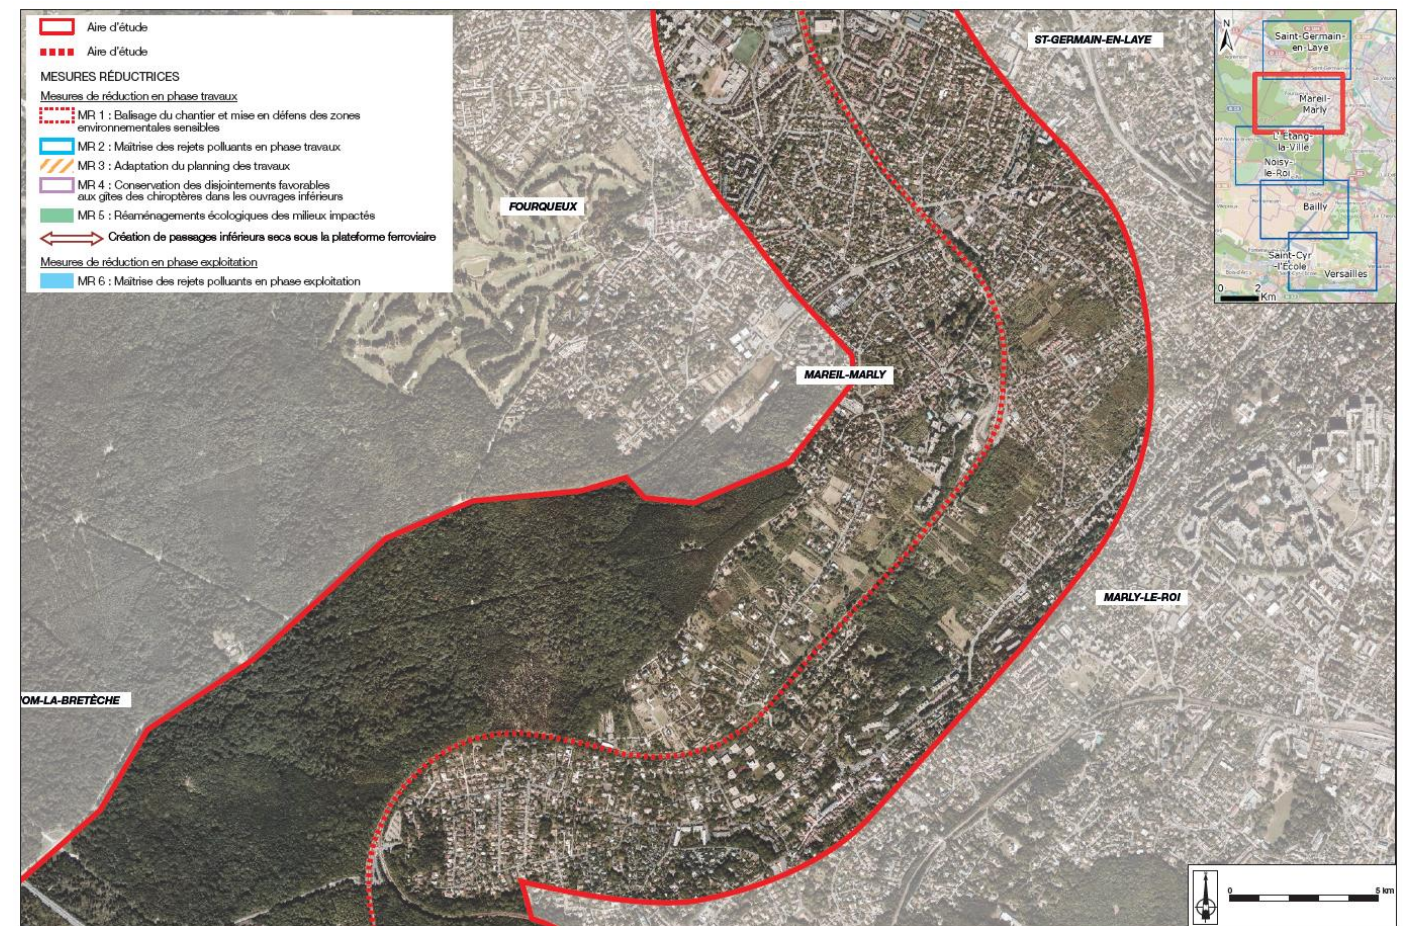 Aire d'étude
Aire d'étude
MESURES RÉDUCTRICES
Mesures de réduction en phase travaux
MR 1 : Balisage du chantier et mise en défens des zones
environnementales sensibles
MR 2 : Maîtrise des rejets polluants en phase travaux
MR 3 : Adaptation du planning des travaux
MR 4 : Conservation des disjointements favorables
aux gîtes des chiroptères dans les ouvrages inférieurs
MR 5 : Réaménagements écologiques des milieux impactés
Création de passages inférieurs secs sous la plateforme ferroviaire
Mesures de réduction en phase exploitation
MR 6 : Maîtrise des rejets polluants en phase exploitation
ST-GERMAIN-EN-LAYE
FOURQUEUX
MAREIL-MARLY
MARLY-LE-ROI
OM-LA-BRETÈCHE
N
Saint-Germain-
en-Laye
Mareil-
Marly
L'Etang-
la-Ville
Noisy-
le-Roi
Bailly
Saint-Cyr
-l'École
Versailles
0 2
Km
0 5 km